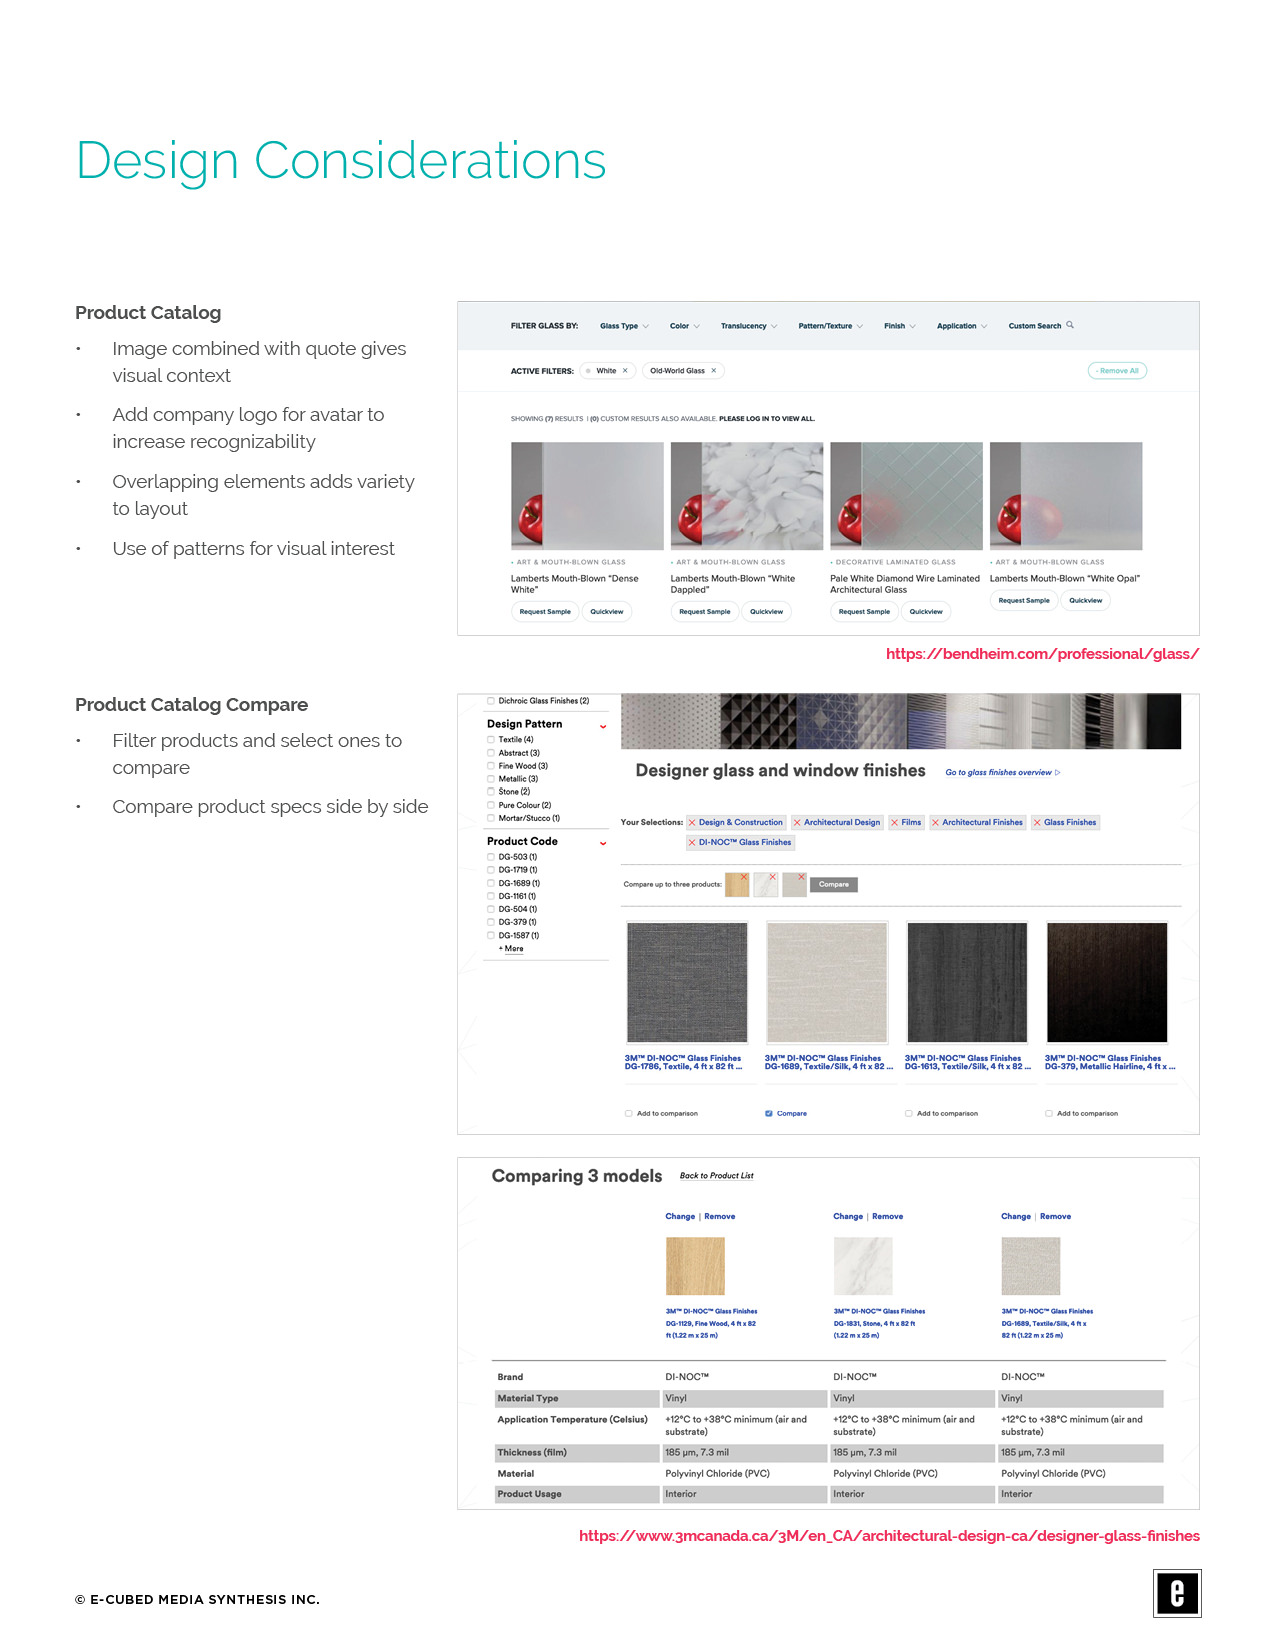 Design Considerations
Product Catalog
• Image combined with quote gives
visual context
• Add company logo for avatar to
increase recognizability
• Overlapping elements adds variety
to layout
• Use of patterns for visual interest
FILTER GLASS BY: Glass Type Color Translucency Pattern/Texture Finish Application Custom Search
ACTIVE FILTERS: White × Old-World Glass × - Remove All
SHOWING (7) RESULTS | (0) CUSTOM RESULTS ALSO AVAILABLE. PLEASE LOG IN TO VIEW ALL.
• ART & MOUTH-BLOWN GLASS • ART & MOUTH-BLOWN GLASS • DECORATIVE LAMINATED GLASS • ART & MOUTH-BLOWN GLASS
Lamberts Mouth-Blown “Dense Lamberts Mouth-Blown “White Pale White Diamond Wire Laminated Lamberts Mouth-Blown “White Opal”
White” Dappled” Architectural Glass
Request Sample Quickview Request Sample Quickview Request Sample Quickview Request Sample Quickview
https://bendheim.com/professional/glass/
Product Catalog Compare
• Filter products and select ones to
compare
• Compare product specs side by side
Dichroic Glass Finishes (2)
Design Pattern
Textile (4)
Abstract (3)
Fine Wood (3)
Metallic (3)
Stone (2)
Pure Colour (2)
Mortar/Stucco (1)
Product Code
DG-503 (1)
DG-1719 (1)
DG-1689 (1)
DG-1161 (1)
DG-504 (1)
DG-379 (1)
DG-1587 (1)
+ More
Designer glass and window finishes Go to glass finishes overview
Your Selections: × Design & Construction × Architectural Design × Films × Architectural Finishes × Glass Finishes
× DI-NOC™ Glass Finishes
Compare up to three products: Compare
3M™ DI-NOC™ Glass Finishes 3M™ DI-NOC™ Glass Finishes 3M™ DI-NOC™ Glass Finishes 3M™ DI-NOC™ Glass Finishes
DG-1786, Textile, 4 ft x 82 ft ... DG-1689, Textile/Silk, 4 ft x 82 ... DG-1613, Textile/Silk, 4 ft x 82 ... DG-379, Metallic Hairline, 4 ft x ...
Add to comparison Compare Add to comparison Add to comparison
Comparing 3 models Back to Product List
Change | Remove Change | Remove Change | Remove
3M™ DI-NOC™ Glass Finishes 3M™ DI-NOC™ Glass Finishes 3M™ DI-NOC™ Glass Finishes
DG-1129, Fine Wood, 4 ft x 82 DG-1831, Stone, 4 ft x 82 ft DG-1689, Textile/Silk, 4 ft x
ft (1.22 m x 25 m) (1.22 m x 25 m) 82 ft (1.22 m x 25 m)
Brand DI-NOC™ DI-NOC™ DI-NOC™
Material Type Vinyl Vinyl Vinyl
Application Temperature (Celsius) +12°C to +38°C minimum (air and +12°C to +38°C minimum (air and +12°C to +38°C minimum (air and
substrate) substrate) substrate)
Thickness (film) 185 µm, 7.3 mil 185 µm, 7.3 mil 185 µm, 7.3 mil
Material Polyvinyl Chloride (PVC) Polyvinyl Chloride (PVC) Polyvinyl Chloride (PVC)
Product Usage Interior Interior Interior
https://www.3mcanada.ca/3M/en_CA/architectural-design-ca/designer-glass-finishes
© E-CUBED MEDIA SYNTHESIS INC.
e